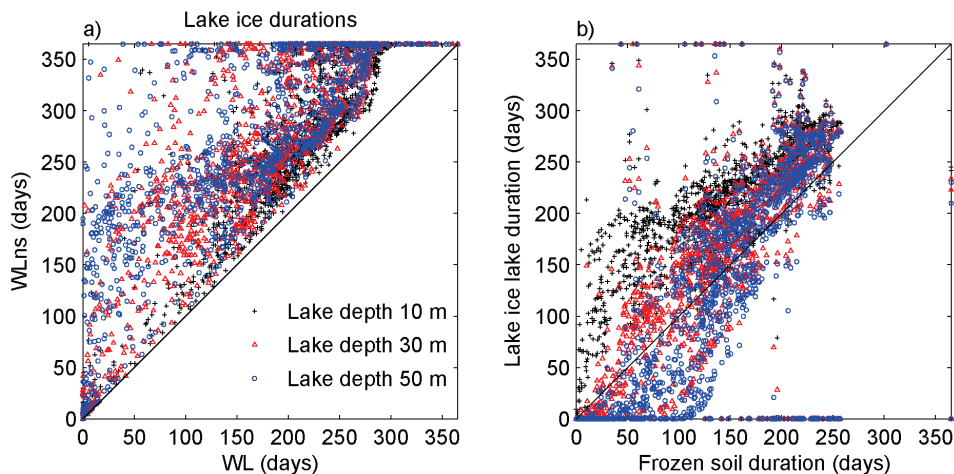 Lake ice durations
a)
350
300
250
200
150
100
50
0
WLns (days)
Lake depth 10 m
Lake depth 30 m
Lake depth 50 m
0 50 100 150 200 250 300 350
WL (days)
b)
350
300
250
200
150
100
50
0
Lake ice lake duration (days)
0 50 100 150 200 250 300 350
Frozen soil duration (days)